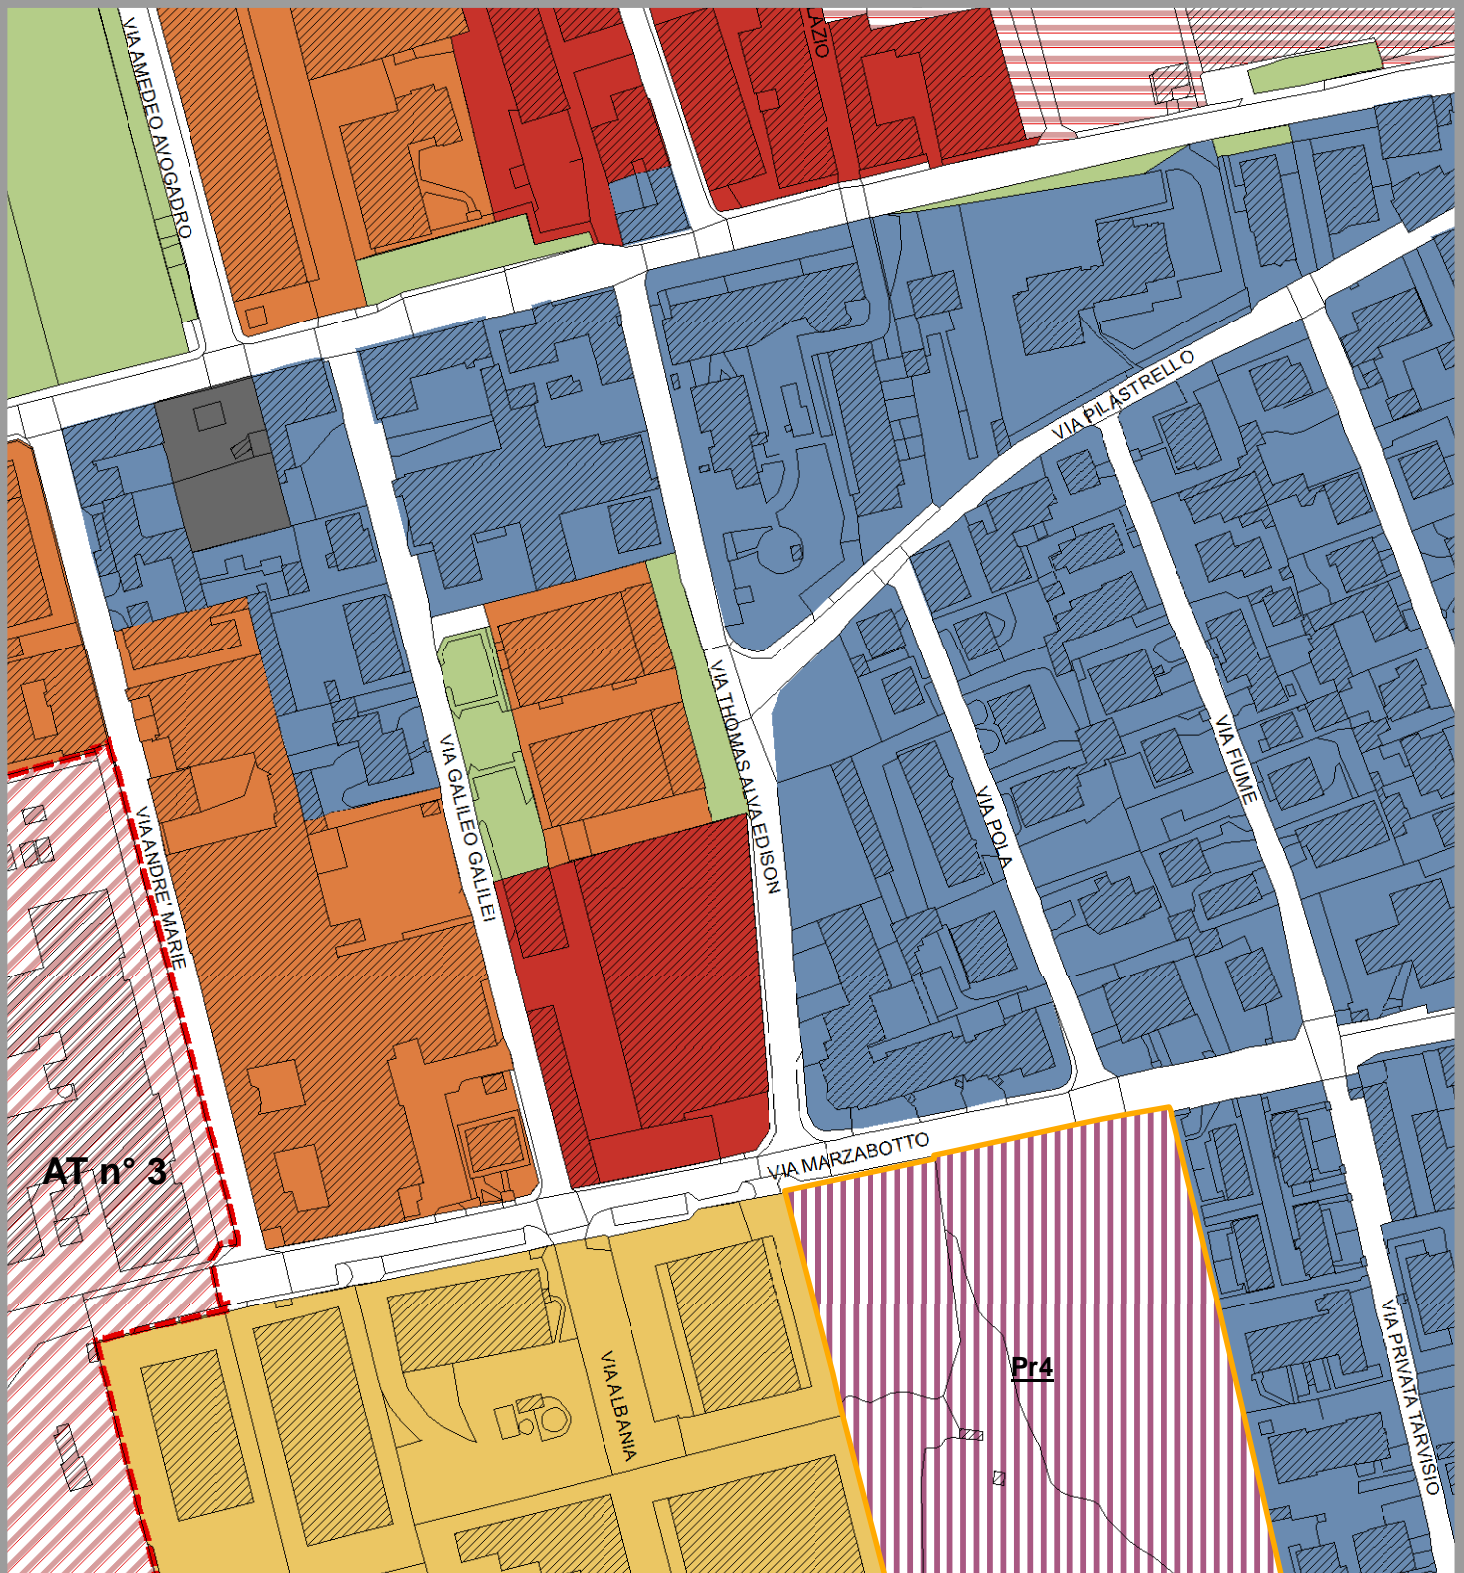 VIA AMEDEO AVOGADRO
LAZIO
VIA PILASTRELLO
VIA THOMAS ALVA EDISON
VIA GALILEO GALILEI
VIA FIUME
VIA POLA
VIA ANDRE' MARIE
AT n° 3
VIA MARZABOTTO
Pr4
VIA ALBANIA
VIA PRIVATA TARVISIO